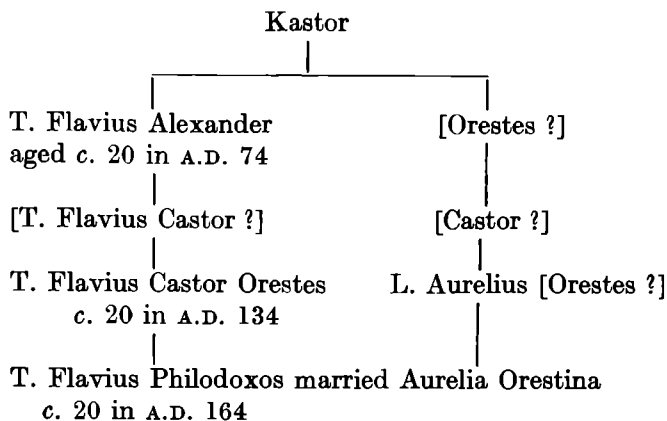 Kastor
T. Flavius Alexander [Orestes ?]
aged c. 20 in A.D. 74
[T. Flavius Castor ?] [Castor ?]
T. Flavius Castor Orestes L. Aurelius [Orestes ?]
c. 20 in A.D. 134
T. Flavius Philodoxos married Aurelia Orestina
c. 20 in A.D. 164